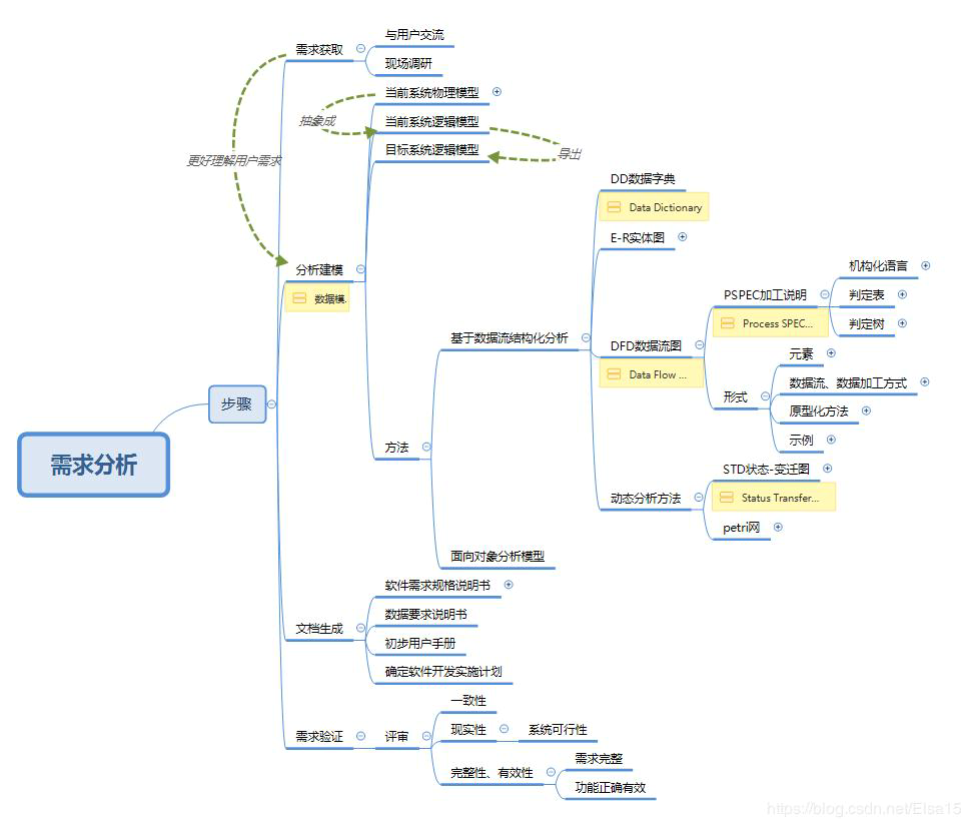 需求分析
步骤
需求获取
与用户交流
现场调研
更好理解用户需求
分析建模
数据模.
当前系统物理模型
抽象成
当前系统逻辑模型
导出
目标系统逻辑模型
方法
基于数据流结构化分析
DD数据字典
Data Dictionary
E-R实体图
DFD数据流图
Data Flow ...
PSPEC加工说明
Process SPEC...
机构化语言
判定表
判定树
形式
元素
数据流、数据加工方式
原型化方法
示例
动态分析方法
STD状态-变迁图
Status Transfer...
petri网
面向对象分析模型
文档生成
软件需求规格说明书
数据要求说明书
初步用户手册
确定软件开发实施计划
需求验证
评审
一致性
现实性
系统可行性
完整性、有效性
需求完整
功能正确有效
https://blog.csdn.net/Elsa15